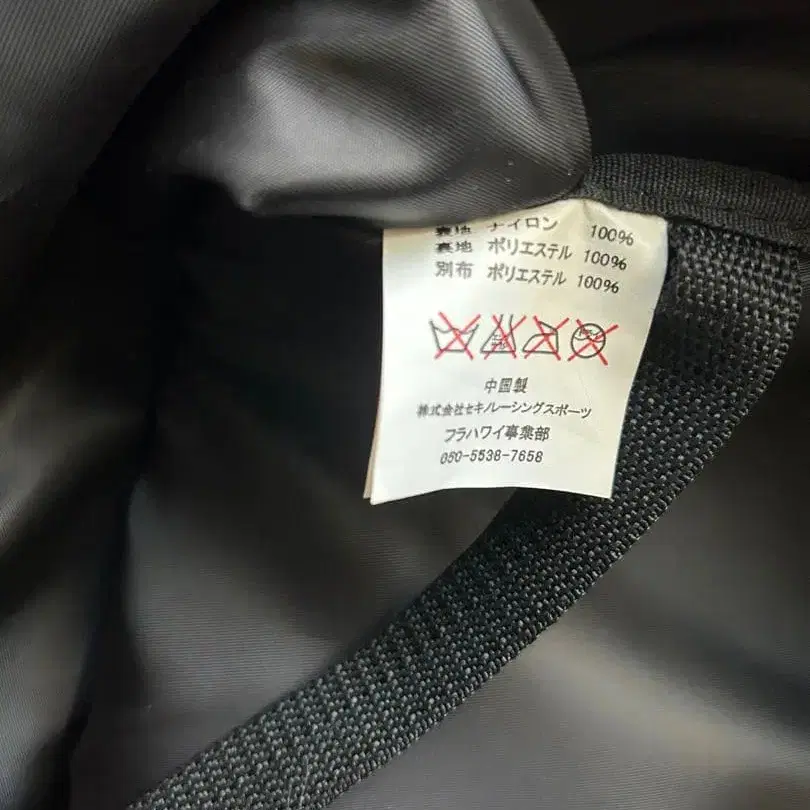 地 ナイロン 100%
裏地 ポリエステル 100%
別布 ポリエステル 100%
中国製
株式会社セキノレーシングスポーツ
フラハワイ事業部
050-5538-7658